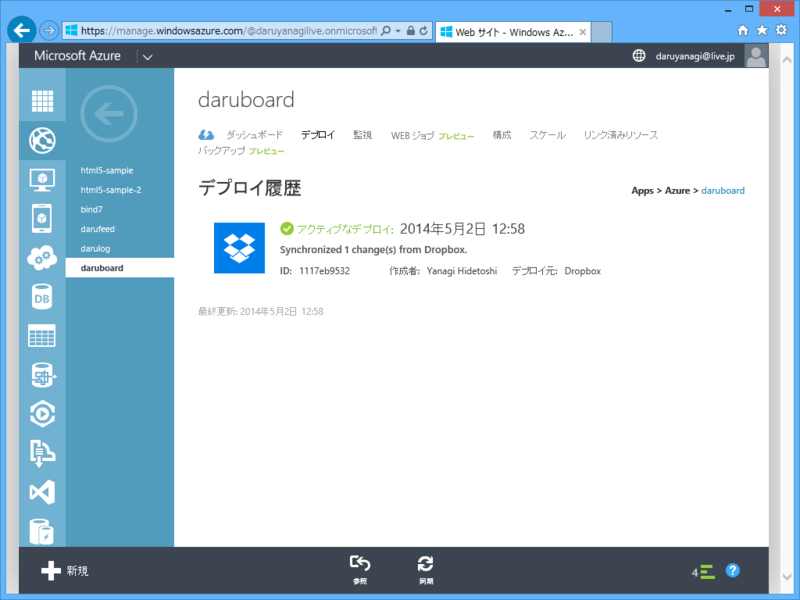 https://manage.windowsazure.com/@daruyanagilive.onmicrosoft
Web サイト - Windows Az...
Microsoft Azure
daruyanagi@live.jp
daruboard
ダッシュボード デプロイ 監視 WEB ジョブ プレビュー 構成 スケール リンク済みリソース
バックアップ プレビュー
html5-sample
html5-sample-2
bind7
darufeed
darulog
daruboard
デプロイ履歴
Apps > Azure > daruboard
アクティブなデプロイ: 2014年5月2日 12:58
Synchronized 1 change(s) from Dropbox.
ID: 1117eb9532 作成者: Yanagi Hidetoshi デプロイ元: Dropbox
最終更新: 2014年5月2日 12:58
DB
新規
参照
同期
4
?